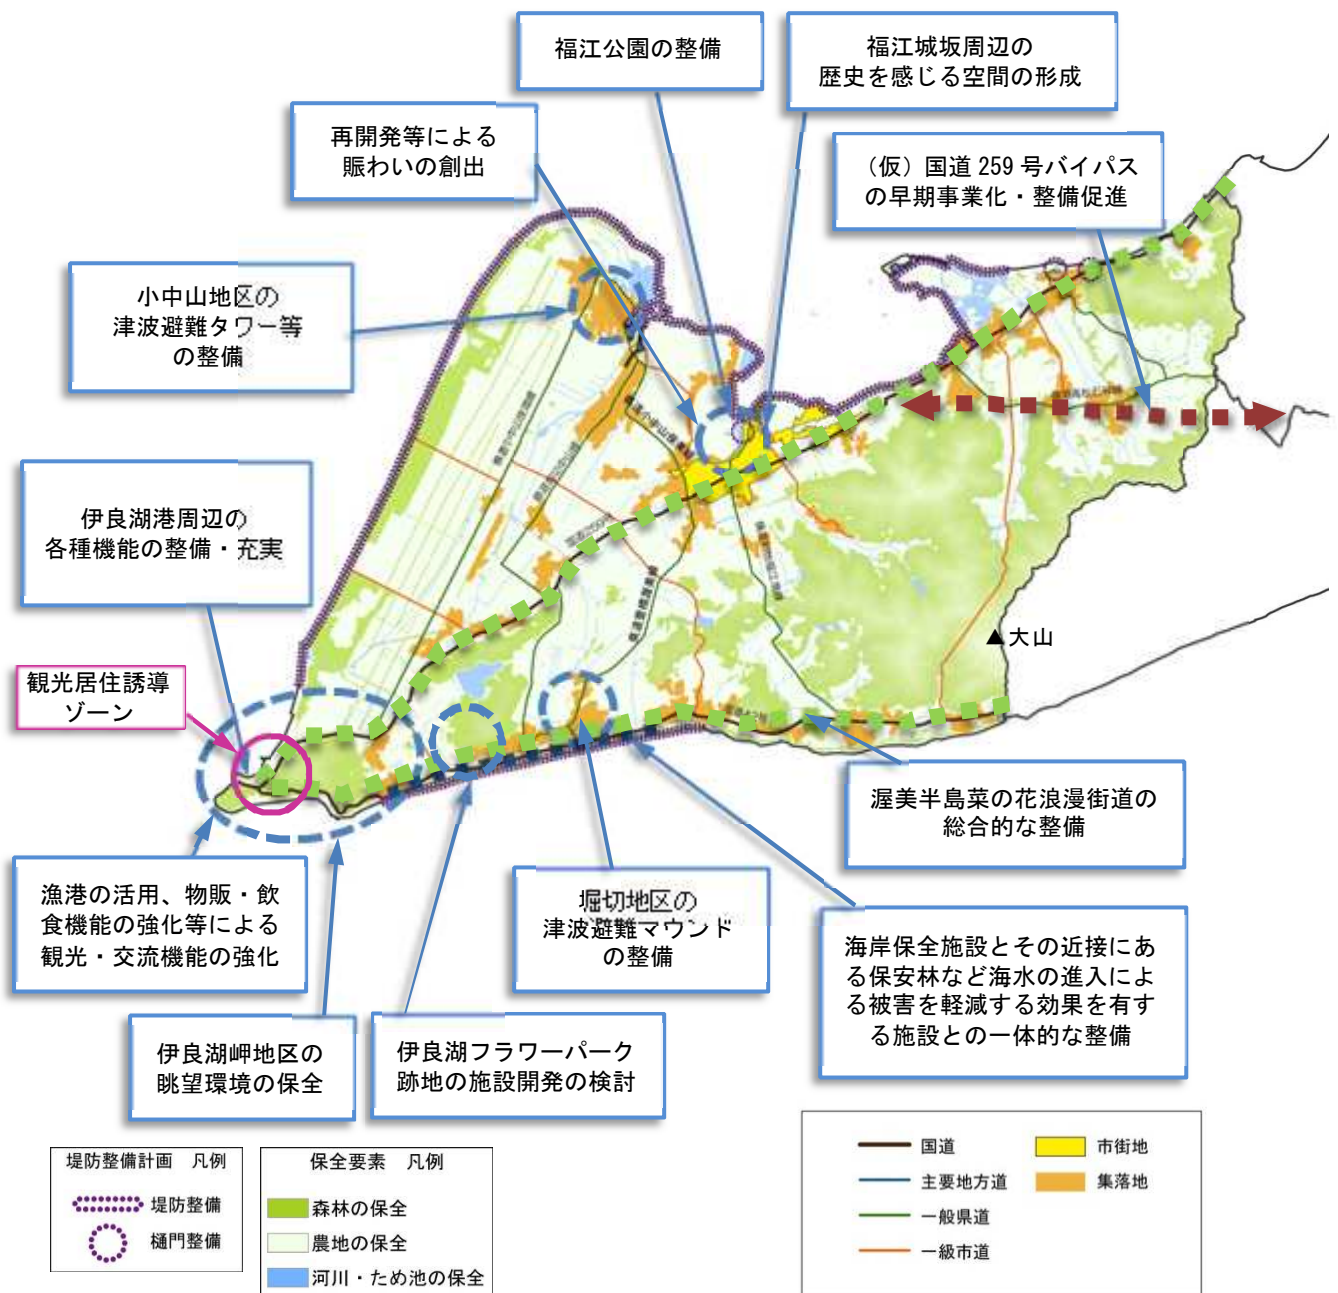 福江公園の整備
福江城坂周辺の
歴史を感じる空間の形成
再開発等による
賑わいの創出
（仮）国道 259 号バイパス
の早期事業化・整備促進
小中山地区の
津波避難タワー等
の整備
伊良湖港周辺の
各種機能の整備・充実
観光居住誘導
ゾーン
▲大山
渥美半島菜の花浪漫街道の
総合的な整備
漁港の活用、物販・飲
食機能の強化等による
観光・交流機能の強化
堀切地区の
津波避難マウンド
の整備
海岸保全施設とその近接にあ
る保安林など海水の進入によ
る被害を軽減する効果を有す
る施設との一体的な整備
伊良湖岬地区の
眺望環境の保全
伊良湖フラワーパーク
跡地の施設開発の検討
堤防整備計画 凡例
堤防整備
樋門整備
保全要素 凡例
森林の保全
農地の保全
河川・ため池の保全
国道
主要地方道
一般県道
一級市道
市街地
集落地